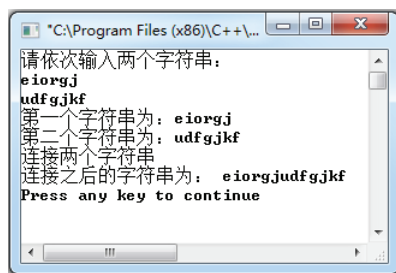 "C:\Program Files (x86)\C++\...
请依次输入两个字符串：
eiorgj
udfgjkf
第一个字符串为：eiorgj
第二个字符串为：udfgjkf
连接两个字符串
连接之后的字符串为： eiorgjudfgjkf
Press any key to continue